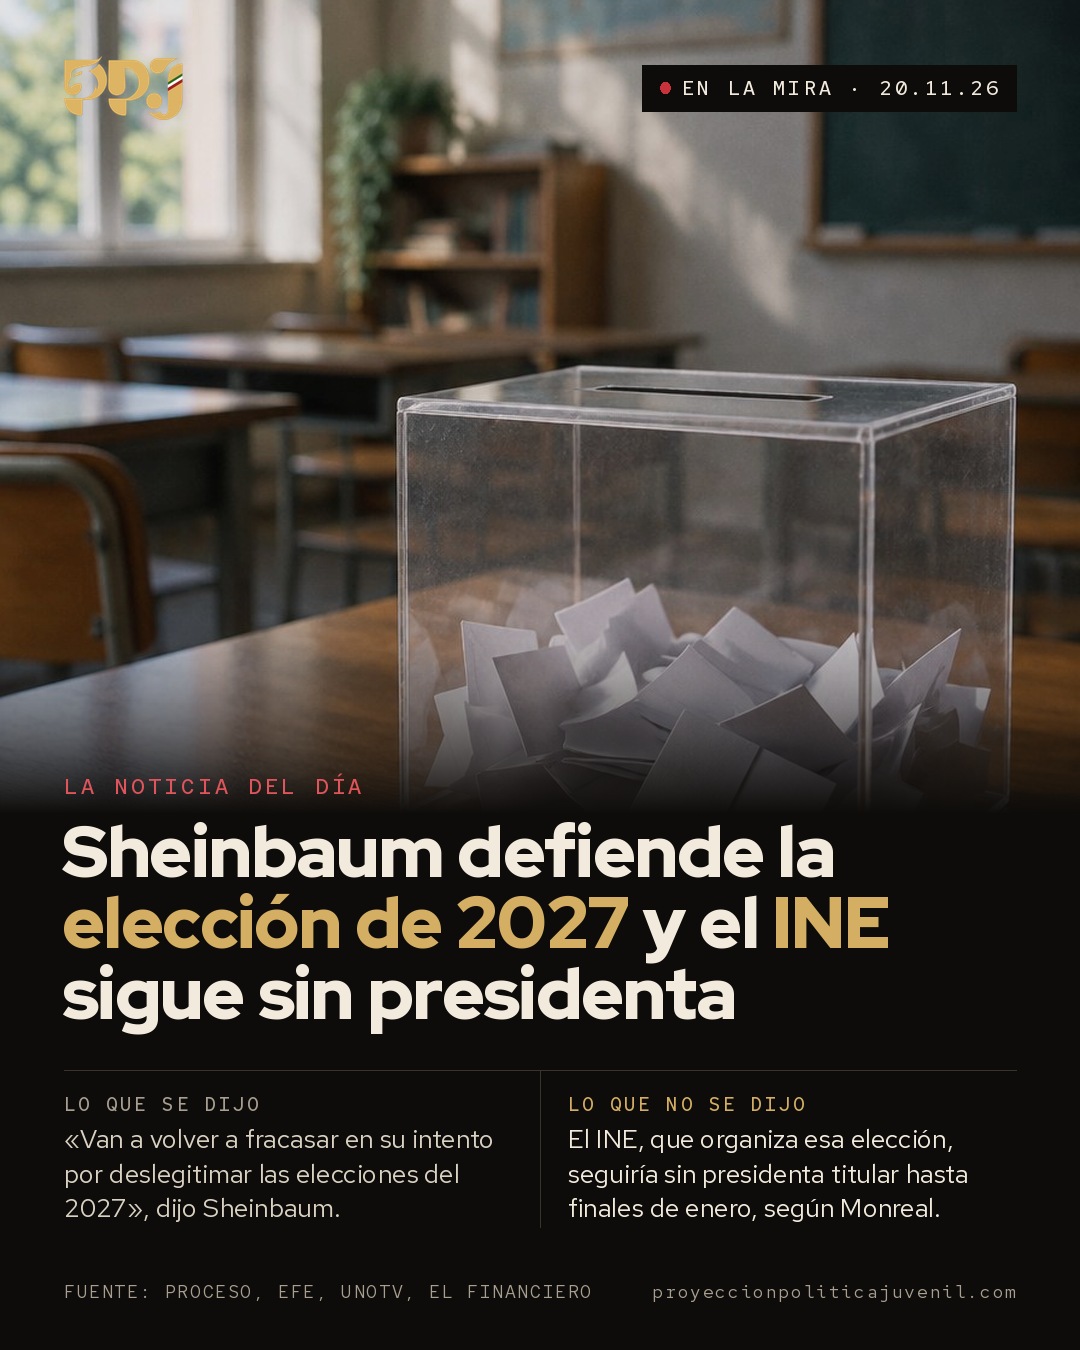 PPJ
EN LA MIRA · 20.11.26
LA NOTICIA DEL DÍA
Sheinbaum defiende la
elección de 2027 y el INE
sigue sin presidenta
LO QUE SE DIJO
«Van a volver a fracasar en su intento
por deslegitimar las elecciones del
2027», dijo Sheinbaum.
LO QUE NO SE DIJO
El INE, que organiza esa elección,
seguiría sin presidenta titular hasta
finales de enero, según Monreal.
FUENTE: PROCESO, EFE, UNOTV, EL FINANCIERO
proyeccionpoliticajuvenil.com